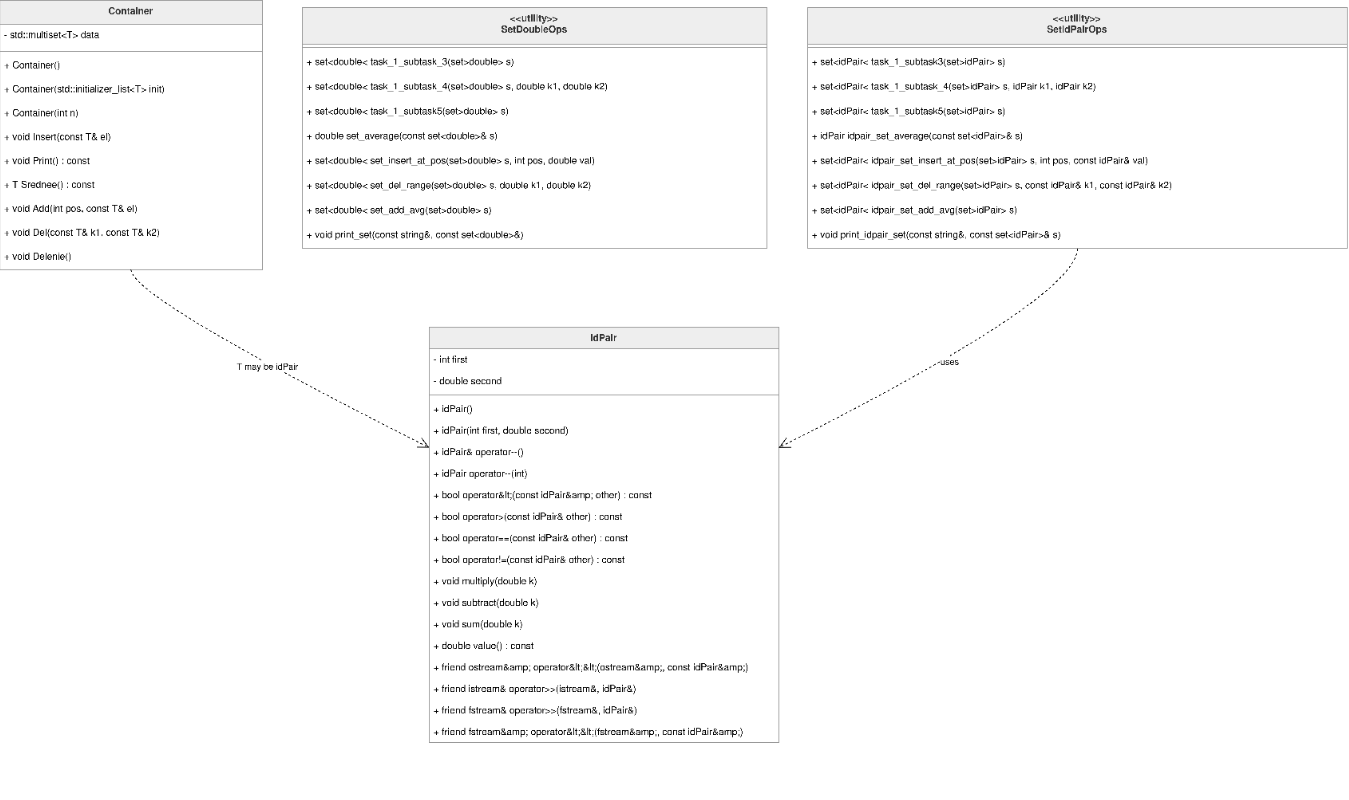 Container
- std::multiset<T> data
+ Container()
+ Container(std::initializer_list<T> init)
+ Container(int n)
+ void Insert(const T& el)
+ void Print() : const
+ T Srednee() : const
+ void Add(int pos, const T& el)
+ void Del(const T& k1, const T& k2)
+ void Delenie()
<<utility>>
SetDoubleOps
+ set<double< task_1_subtask_3(set>double> s)
+ set<double< task_1_subtask_4(set>double> s, double k1, double k2)
+ set<double< task_1_subtask5(set>double> s)
+ double set_average(const set<double>& s)
+ set<double< set_insert_at_pos(set>double> s, int pos, double val)
+ set<double< set_del_range(set>double> s, double k1, double k2)
+ set<double< set_add_avg(set>double> s)
+ void print_set(const string&, const set<double>&)
<<utility>>
SetIdPairOps
+ set<idPair< task_1_subtask3(set>idPair> s)
+ set<idPair< task_1_subtask_4(set>idPair> s, idPair k1, idPair k2)
+ set<idPair< task_1_subtask5(set>idPair> s)
+ idPair idpair_set_average(const set<idPair>& s)
+ set<idPair< idpair_set_insert_at_pos(set>idPair> s, int pos, const idPair& val)
+ set<idPair< idpair_set_del_range(set>idPair> s, const idPair& k1, const idPair& k2)
+ set<idPair< idpair_set_add_avg(set>idPair> s)
+ void print_idpair_set(const string&, const set<idPair>& s)
T may be idPair
uses
idPair
- int first
- double second
+ idPair()
+ idPair(int first, double second)
+ idPair& operator--()
+ idPair operator--(int)
+ bool operator&lt;(const idPair&amp; other) : const
+ bool operator>(const idPair& other) : const
+ bool operator==(const idPair& other) : const
+ bool operator!=(const idPair& other) : const
+ void multiply(double k)
+ void subtract(double k)
+ void sum(double k)
+ double value() : const
+ friend ostream&amp; operator&lt;&lt;(ostream&amp;, const idPair&amp;)
+ friend istream& operator>>(istream&, idPair&)
+ friend fstream& operator>>(fstream&, idPair&)
+ friend fstream&amp; operator&lt;&lt;(fstream&amp;, const idPair&amp;)